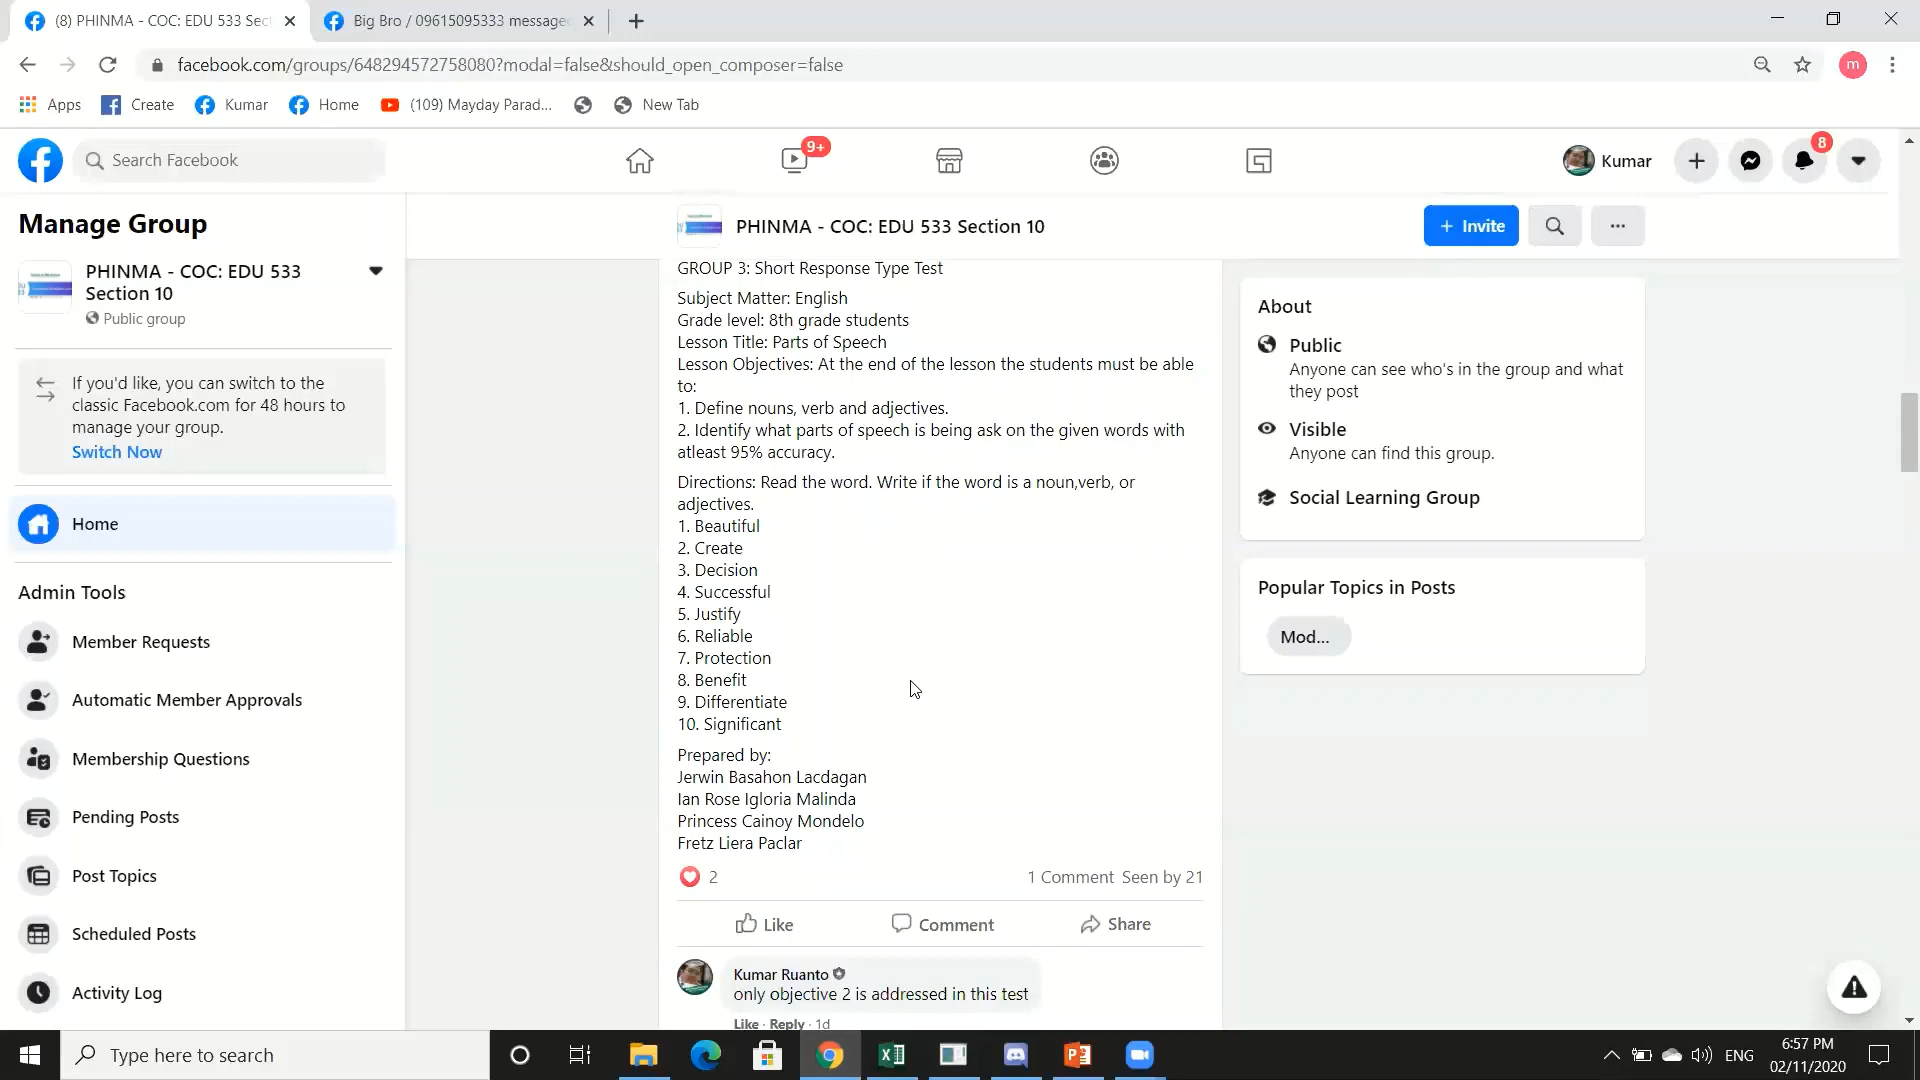 (8) PHINMA - COC: EDU 533 Sec
Big Bro / 09615095333 message
facebook.com/groups/648294572758080?modal=false&should_open_composer=false
m
Apps
Create
Kumar
Home
(109) Mayday Parad...
New Tab
Search Facebook
9+
Kumar
8
Manage Group
PHINMA - COC: EDU 533
Section 10
Public group
If you'd like, you can switch to the
classic Facebook.com for 48 hours to
manage your group.
Switch Now
Home
Admin Tools
Member Requests
Automatic Member Approvals
Membership Questions
Pending Posts
Post Topics
Scheduled Posts
Activity Log
PHINMA - COC: EDU 533 Section 10
+ Invite
GROUP 3: Short Response Type Test
Subject Matter: English
Grade level: 8th grade students
Lesson Title: Parts of Speech
Lesson Objectives: At the end of the lesson the students must be able
to:
1. Define nouns, verb and adjectives.
2. Identify what parts of speech is being ask on the given words with
atleast 95% accuracy.
Directions: Read the word. Write if the word is a noun,verb, or
adjectives.
1. Beautiful
2. Create
3. Decision
4. Successful
5. Justify
6. Reliable
7. Protection
8. Benefit
9. Differentiate
10. Significant
Prepared by:
Jerwin Basahon Lacdagan
Ian Rose Igloria Malinda
Princess Cainoy Mondelo
Fretz Liera Paclar
2
1 Comment Seen by 21
Like
Comment
Share
Kumar Ruanto
only objective 2 is addressed in this test
Like · Reply · 1d
About
Public
Anyone can see who's in the group and what
they post
Visible
Anyone can find this group.
Social Learning Group
Popular Topics in Posts
Mod...
Type here to search
ENG
6:57 PM
02/11/2020